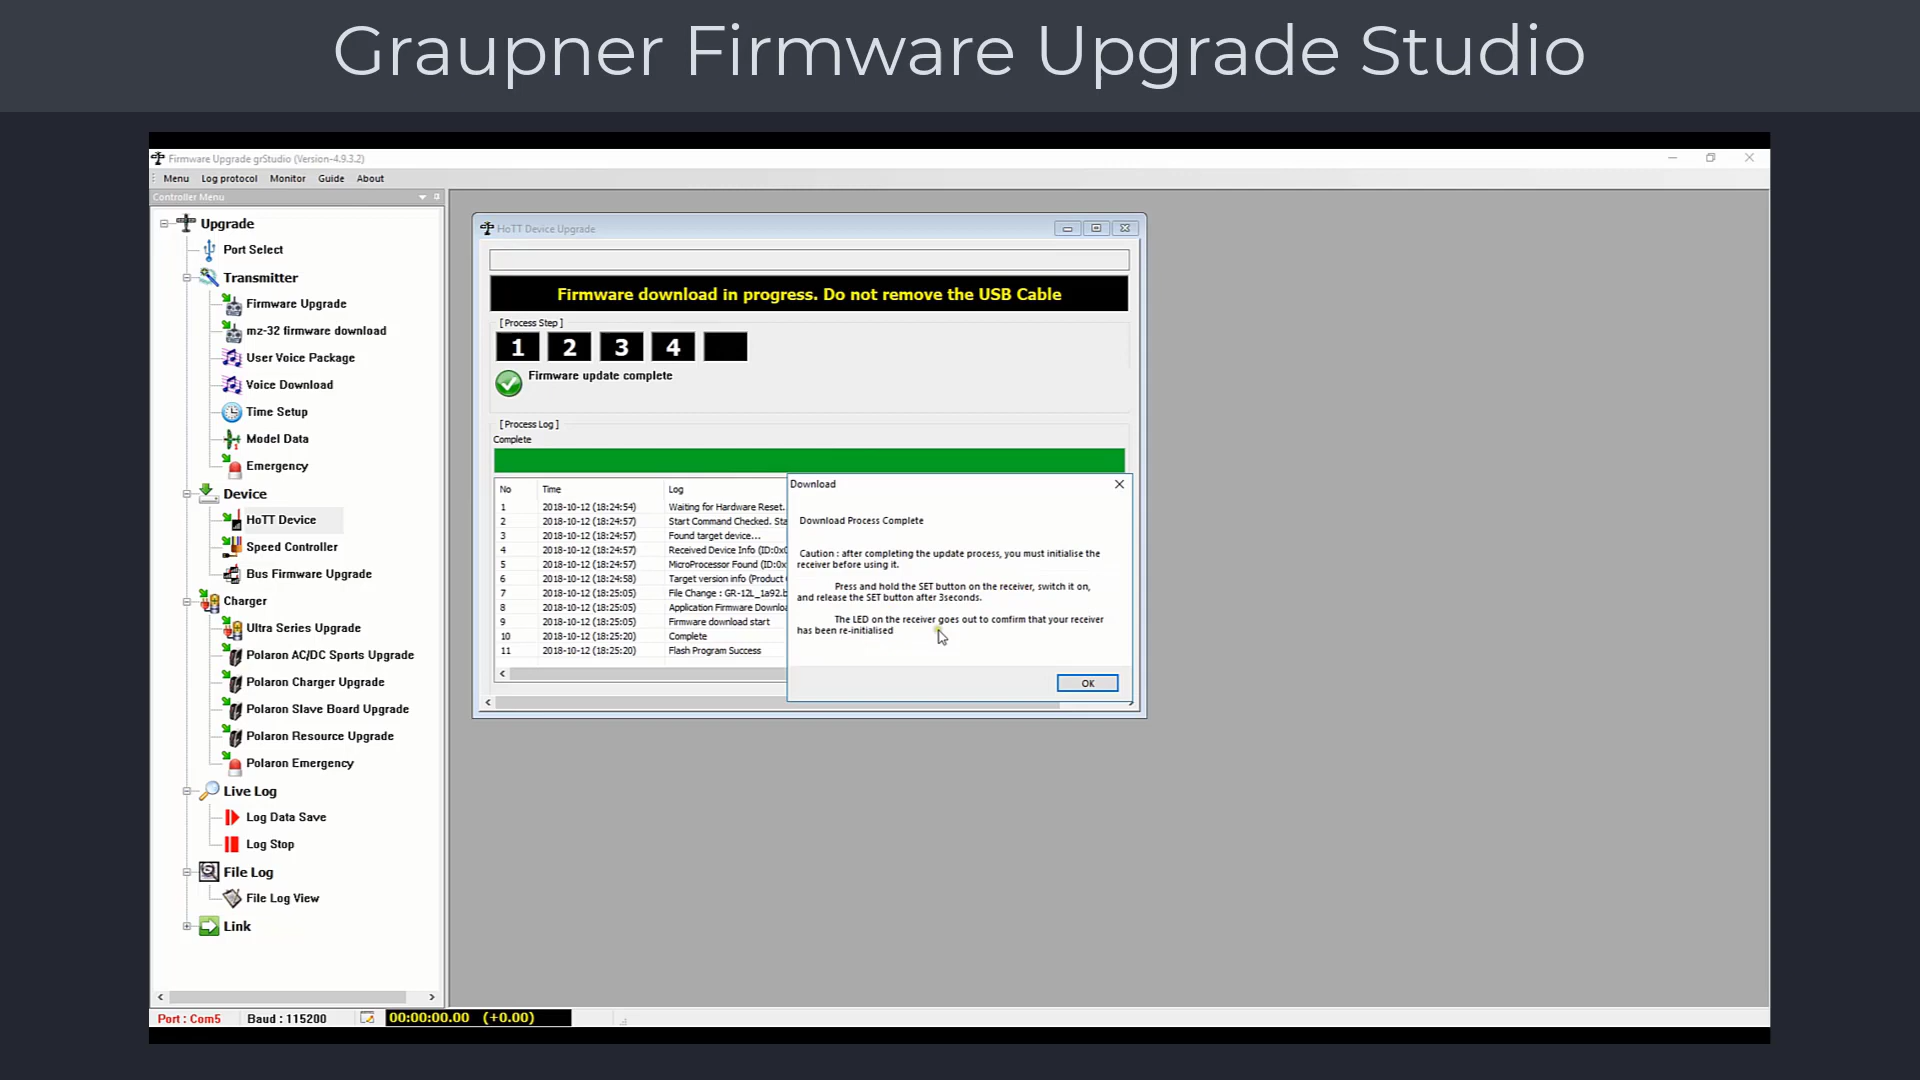 Graupner Firmware Upgrade Studio
Firmware Upgrade grStudio (Version-4.9.3.2)
Menu Log protocol Monitor Guide About
Controller Menu
Upgrade
Port Select
Transmitter
Firmware Upgrade
mz-32 firmware download
User Voice Package
Voice Download
Time Setup
Model Data
Emergency
Device
HoTT Device
Speed Controller
Bus Firmware Upgrade
Charger
Ultra Series Upgrade
Polaron AC/DC Sports Upgrade
Polaron Charger Upgrade
Polaron Slave Board Upgrade
Polaron Resource Upgrade
Polaron Emergency
Live Log
Log Data Save
Log Stop
File Log
File Log View
Link
HoTT Device Upgrade
Firmware download in progress. Do not remove the USB Cable
[ Process Step ]
1 2 3 4
Firmware update complete
[ Process Log ]
Complete
No Time Log
1 2018-10-12 (18:24:54) Waiting for Hardware Reset.
2 2018-10-12 (18:24:57) Start Command Checked. Sta
3 2018-10-12 (18:24:57) Found target device...
4 2018-10-12 (18:24:57) Received Device Info (ID:0x
5 2018-10-12 (18:24:57) MicroProcessor Found (ID:0x
6 2018-10-12 (18:24:58) Target version info (Product
7 2018-10-12 (18:25:05) File Change : GR-12L_1a92.b
8 2018-10-12 (18:25:05) Application Firmware Downlo
9 2018-10-12 (18:25:05) Firmware download start
10 2018-10-12 (18:25:20) Complete
11 2018-10-12 (18:25:20) Flash Program Success
Download
Download Process Complete
Caution : after completing the update process, you must initialise the
receiver before using it.
Press and hold the SET button on the receiver, switch it on,
and release the SET button after 3seconds.
The LED on the receiver goes out to comfirm that your receiver
has been re-initialised
OK
Port : Com5 Baud : 115200 00:00:00.00 (+0.00)